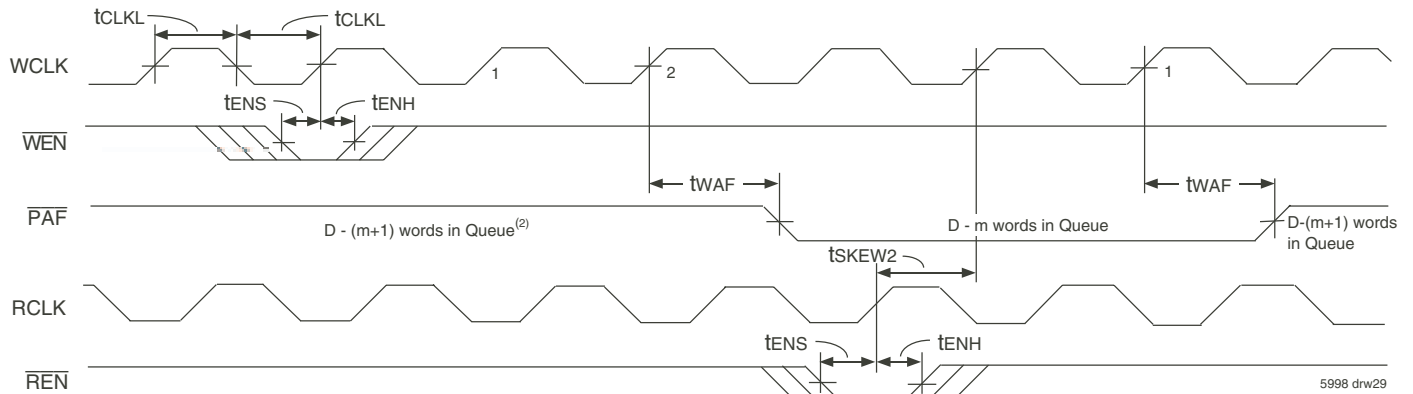 tCLKL tCLKL
WCLK 1 2 1
tENS tENH
WEN
tWAF tWAF
PAF
D - (m+1) words in Queue(2) D - m words in Queue D-(m+1) words
in Queue
tSKEW2
RCLK
tENS tENH
REN
5998 drw29